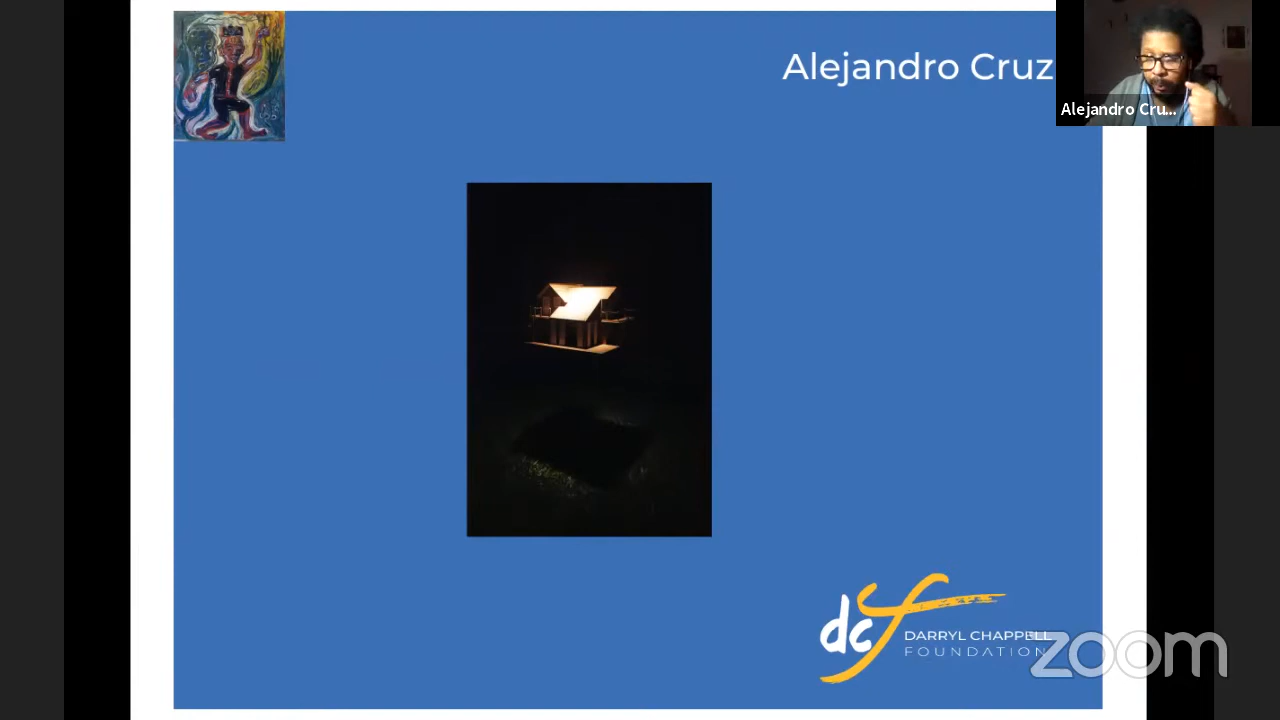 Alejandro Cruz
Alejandro Cru...
dcf
DARRYL CHAPPELL
FOUNDATION
zoom